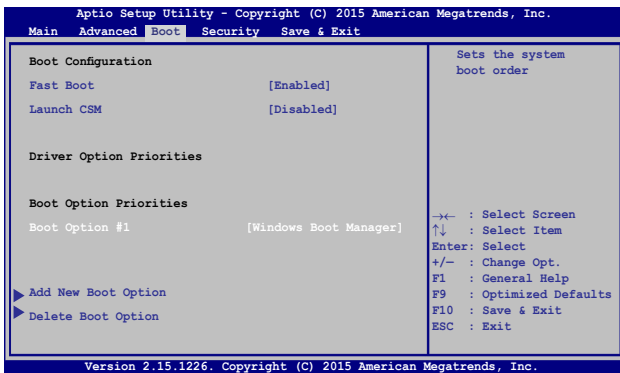 Aptio Setup Utility - Copyright (C) 2015 American Megatrends, Inc.
Main Advanced Boot Security Save & Exit
Boot Configuration
Fast Boot [Enabled]
Launch CSM [Disabled]
Driver Option Priorities
Boot Option Priorities
Boot Option #1 [Windows Boot Manager]
Add New Boot Option
Delete Boot Option
Sets the system
boot order
→← : Select Screen
↑↓ : Select Item
Enter: Select
+/— : Change Opt.
F1 : General Help
F9 : Optimized Defaults
F10 : Save & Exit
ESC : Exit
Version 2.15.1226. Copyright (C) 2015 American Megatrends, Inc.